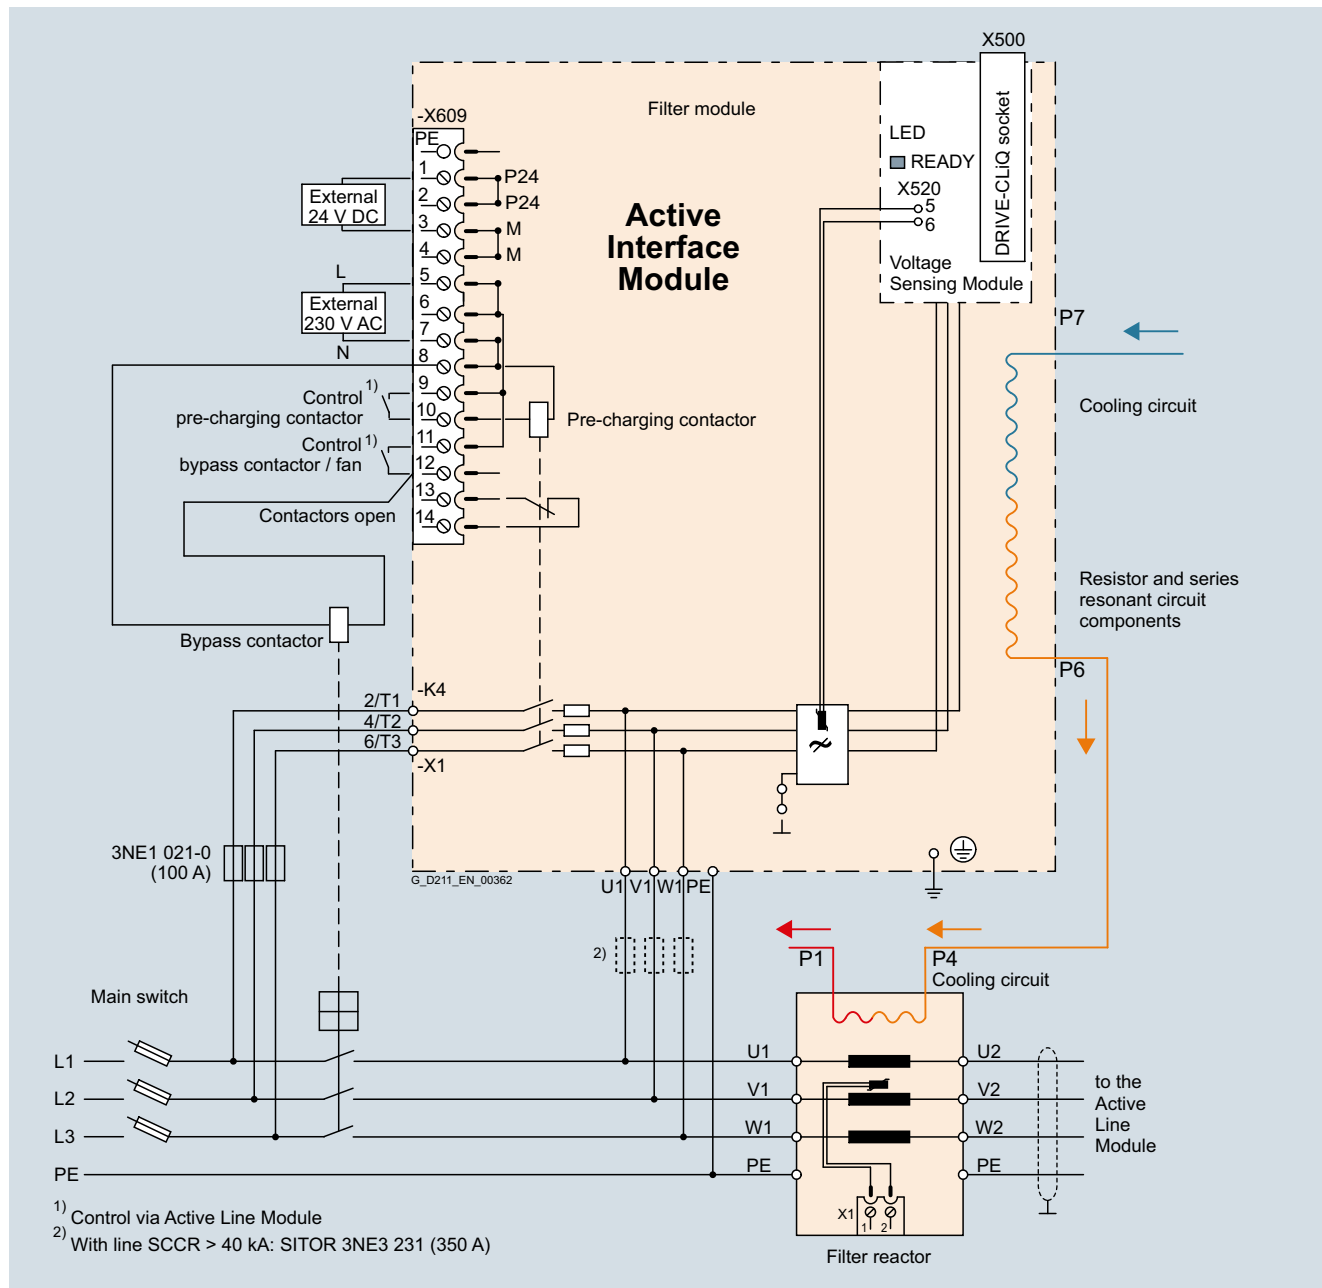 X500
Filter module
-X609
PE
LED
READY
DRIVE-CLiQ socket
1
P24
External
24 V DC
2
P24
X520
5
6
3
M
Active
Interface
Module
4
M
Voltage
Sensing Module
L
5
External
230 V AC
6
7
P7
N
8
Control 1)
pre-charging contactor
9
10
Pre-charging contactor
Cooling circuit
Control 1)
bypass contactor / fan
11
12
13
Contactors open
14
Resistor and series
resonant circuit
components
Bypass contactor
P6
-K4
2/T1
4/T2
6/T3
-X1
3NE1 021-0
(100 A)
G_D211_EN_00362
U1 V1 W1 PE
2)
P1
P4
Cooling circuit
Main switch
L1
U1
U2
L2
V1
V2
L3
W1
W2
PE
PE
PE
to the
Active
Line
Module
X1
1
2
Filter reactor
1) Control via Active Line Module
2) With line SCCR > 40 kA: SITOR 3NE3 231 (350 A)